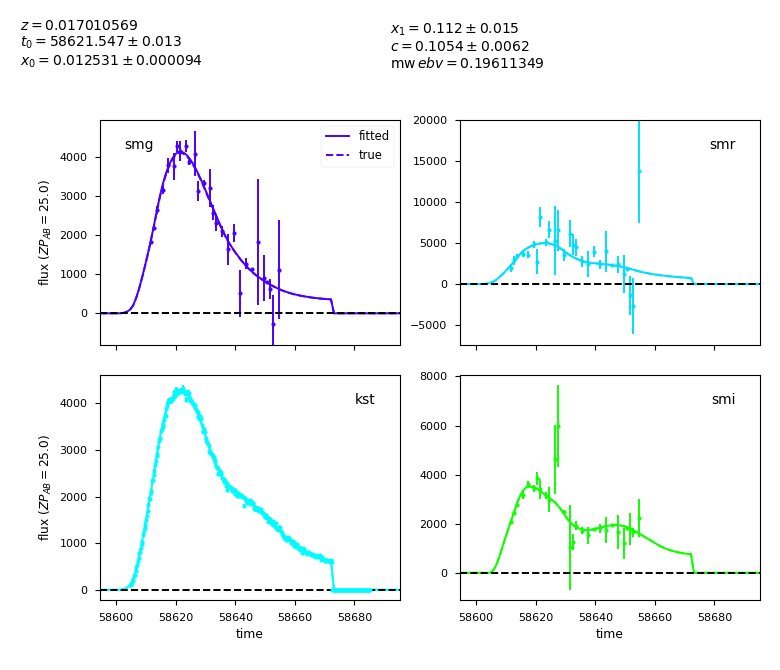 z = 0.017010569
t₀ = 58621.547 ± 0.013
x₀ = 0.012531 ± 0.000094
x₁ = 0.112 ± 0.015
c = 0.1054 ± 0.0062
mw ebv = 0.19611349
smg
fitted
true
4000
3000
2000
1000
0
flux (ZP_AB = 25.0)
smr
20000
15000
10000
5000
0
−5000
kst
4000
3000
2000
1000
0
flux (ZP_AB = 25.0)
58600 58620 58640 58660 58680
time
smi
8000
6000
4000
2000
0
58600 58620 58640 58660 58680
time